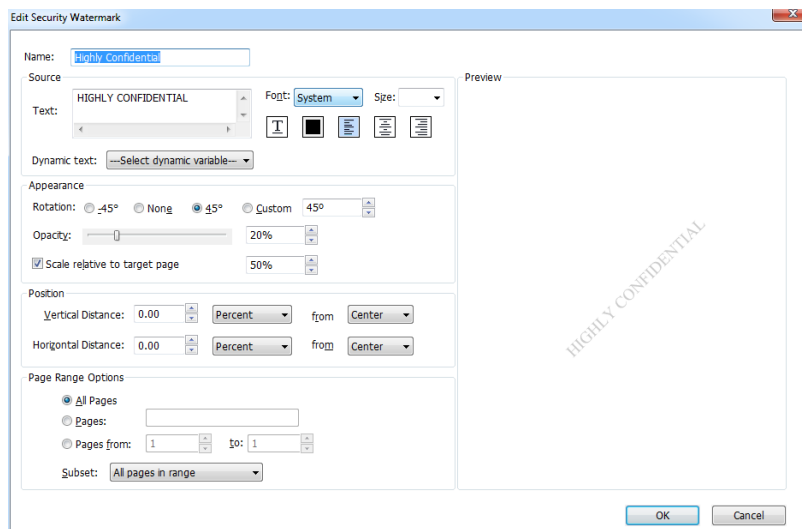 Edit Security Watermark
Name: Highly Confidential
Source
Text: HIGHLY CONFIDENTIAL
Font: System Size:
T
Dynamic text: ---Select dynamic variable---
Appearance
Rotation: -45° None 45° Custom 45°
Opacity: 20%
Scale relative to target page 50%
Position
Vertical Distance: 0.00 Percent from Center
Horizontal Distance: 0.00 Percent from Center
Page Range Options
All Pages
Pages:
Pages from: 1 to: 1
Subset: All pages in range
Preview
HIGHLY CONFIDENTIAL
OK Cancel